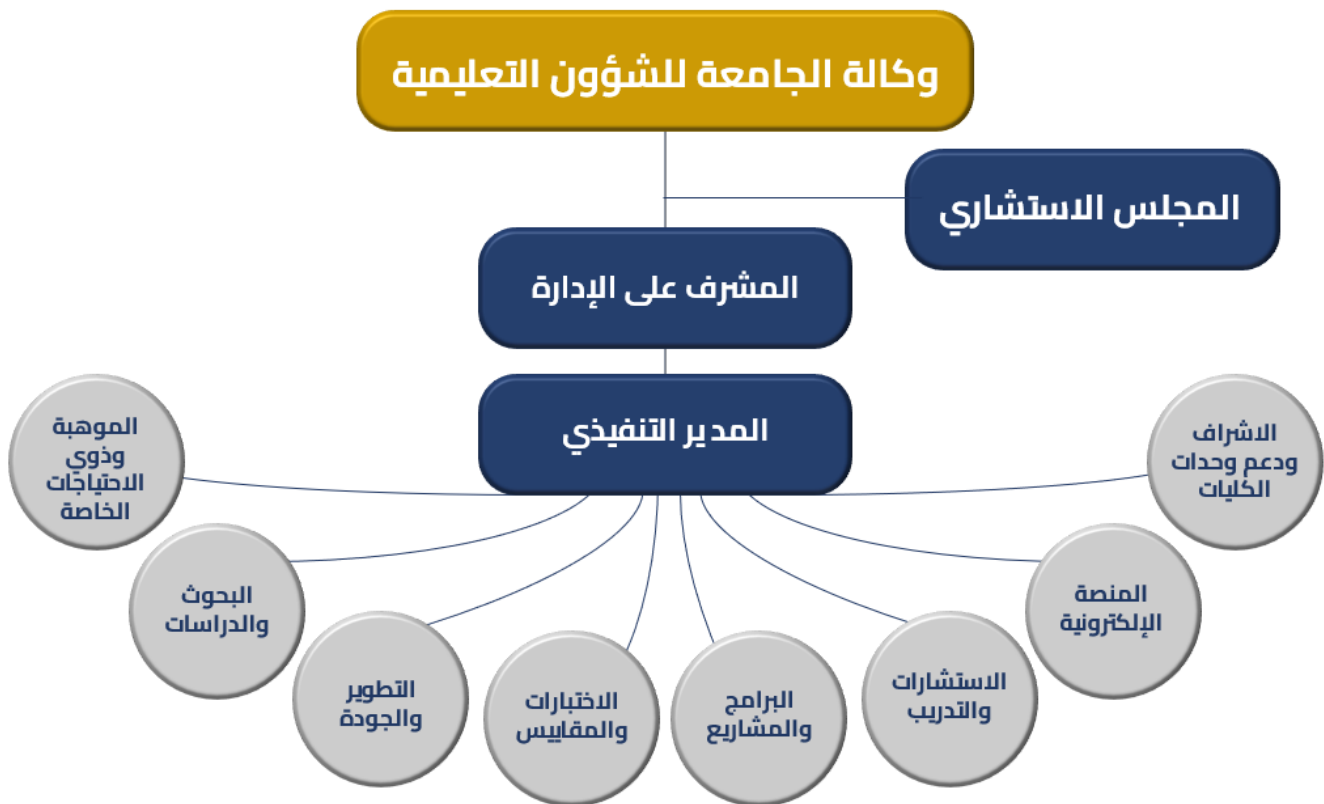 وكالة الجامعة للشؤون التعليمية
المجلس الاستشاري
المشرف على الإدارة
المدير التنفيذي
الاشراف
ودعم وحدات
الكليات
المنصة
الإلكترونية
الاستشارات
والتدريب
البرامج
والمشاريع
الاختبارات
والمقاييس
التطوير
والجودة
البحوث
والدراسات
الموهبة
وذوي
الاحتياجات
الخاصة